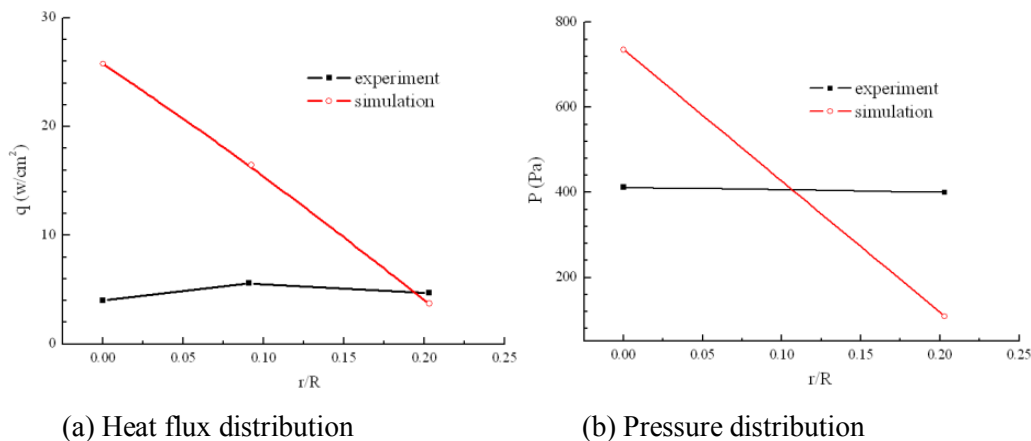 30
20
10
0
q (w/cm²)
experiment
simulation
0.00 0.05 0.10 0.15 0.20 0.25
r/R
(a) Heat flux distribution
800
600
400
200
P (Pa)
experiment
simulation
0.00 0.05 0.10 0.15 0.20 0.25
r/R
(b) Pressure distribution